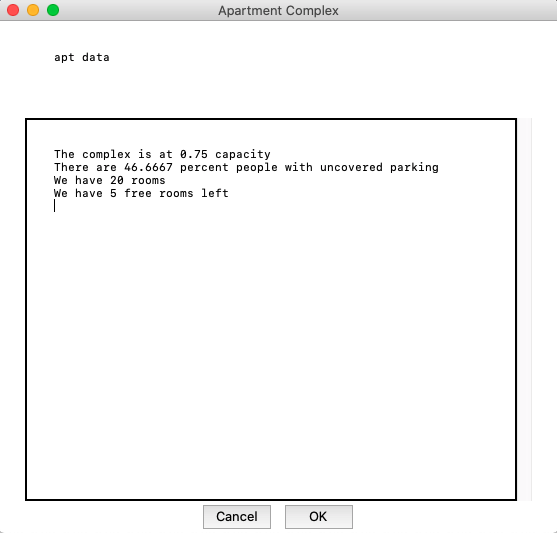 Apartment Complex
apt data
The complex is at 0.75 capacity
There are 46.6667 percent people with uncovered parking
We have 20 rooms
We have 5 free rooms left
Cancel
OK